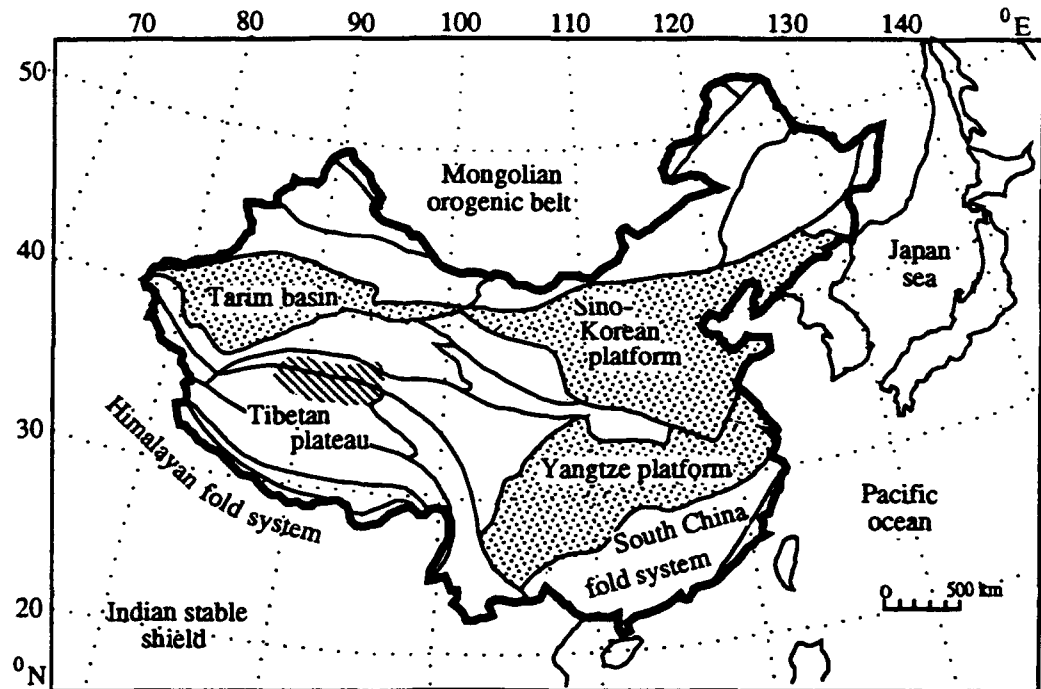 70 80 90 100 110 120 130 140 ⁰E
50
Mongolian
orogenic belt
40
Japan
sea
Tarim basin
Sino-
Korean
platform
Tibetan
plateau
30
Himalayan fold system
Yangtze platform
Pacific
ocean
South China
fold system
0 500 km
20
Indian stable
shield
⁰N